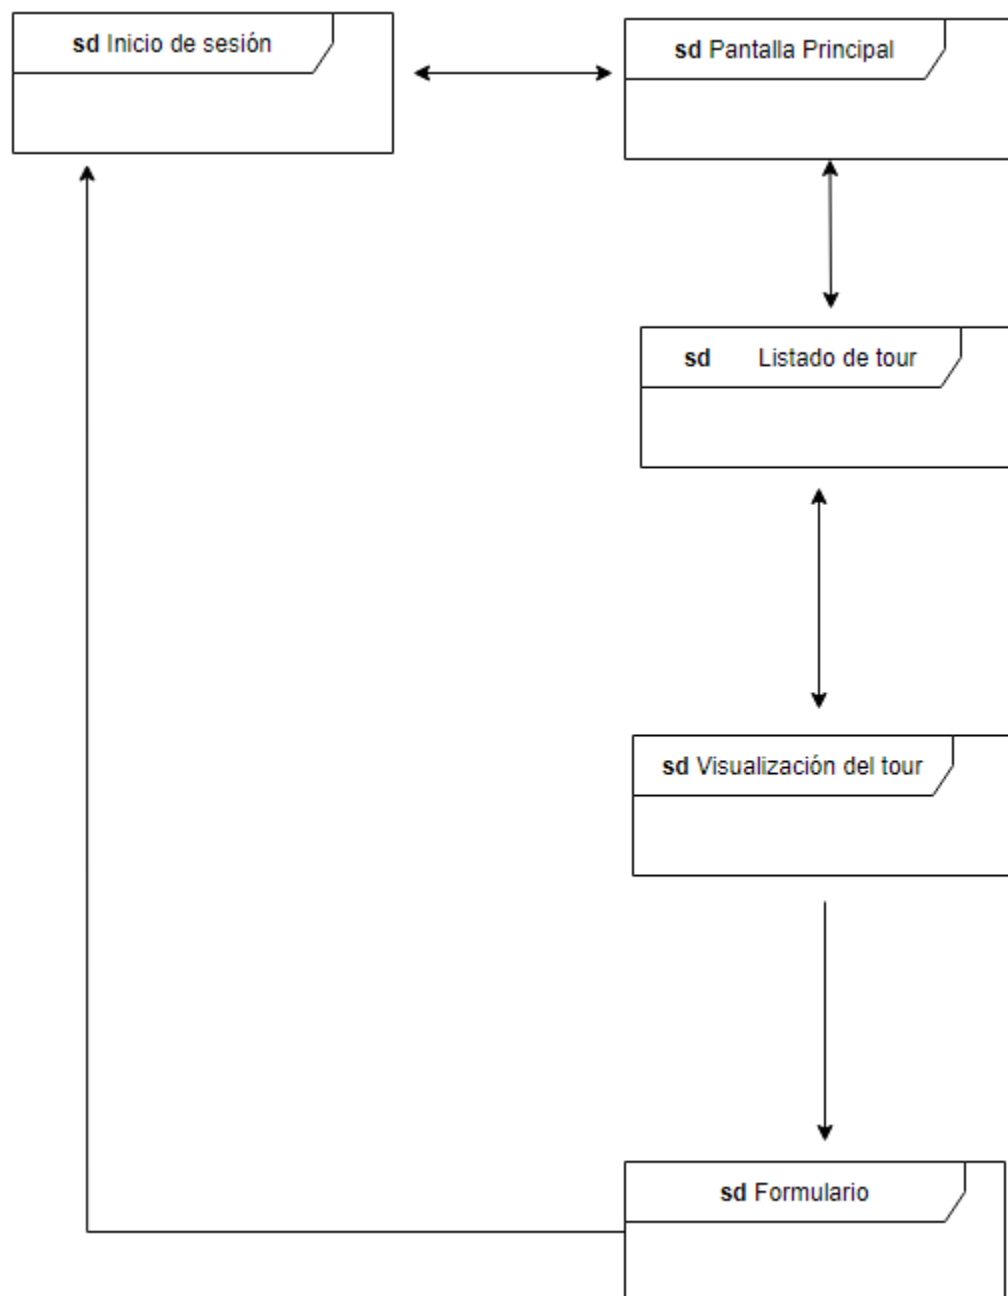 sd Inicio de sesión
sd Pantalla Principal
sd Listado de tour
sd Visualización del tour
sd Formulario